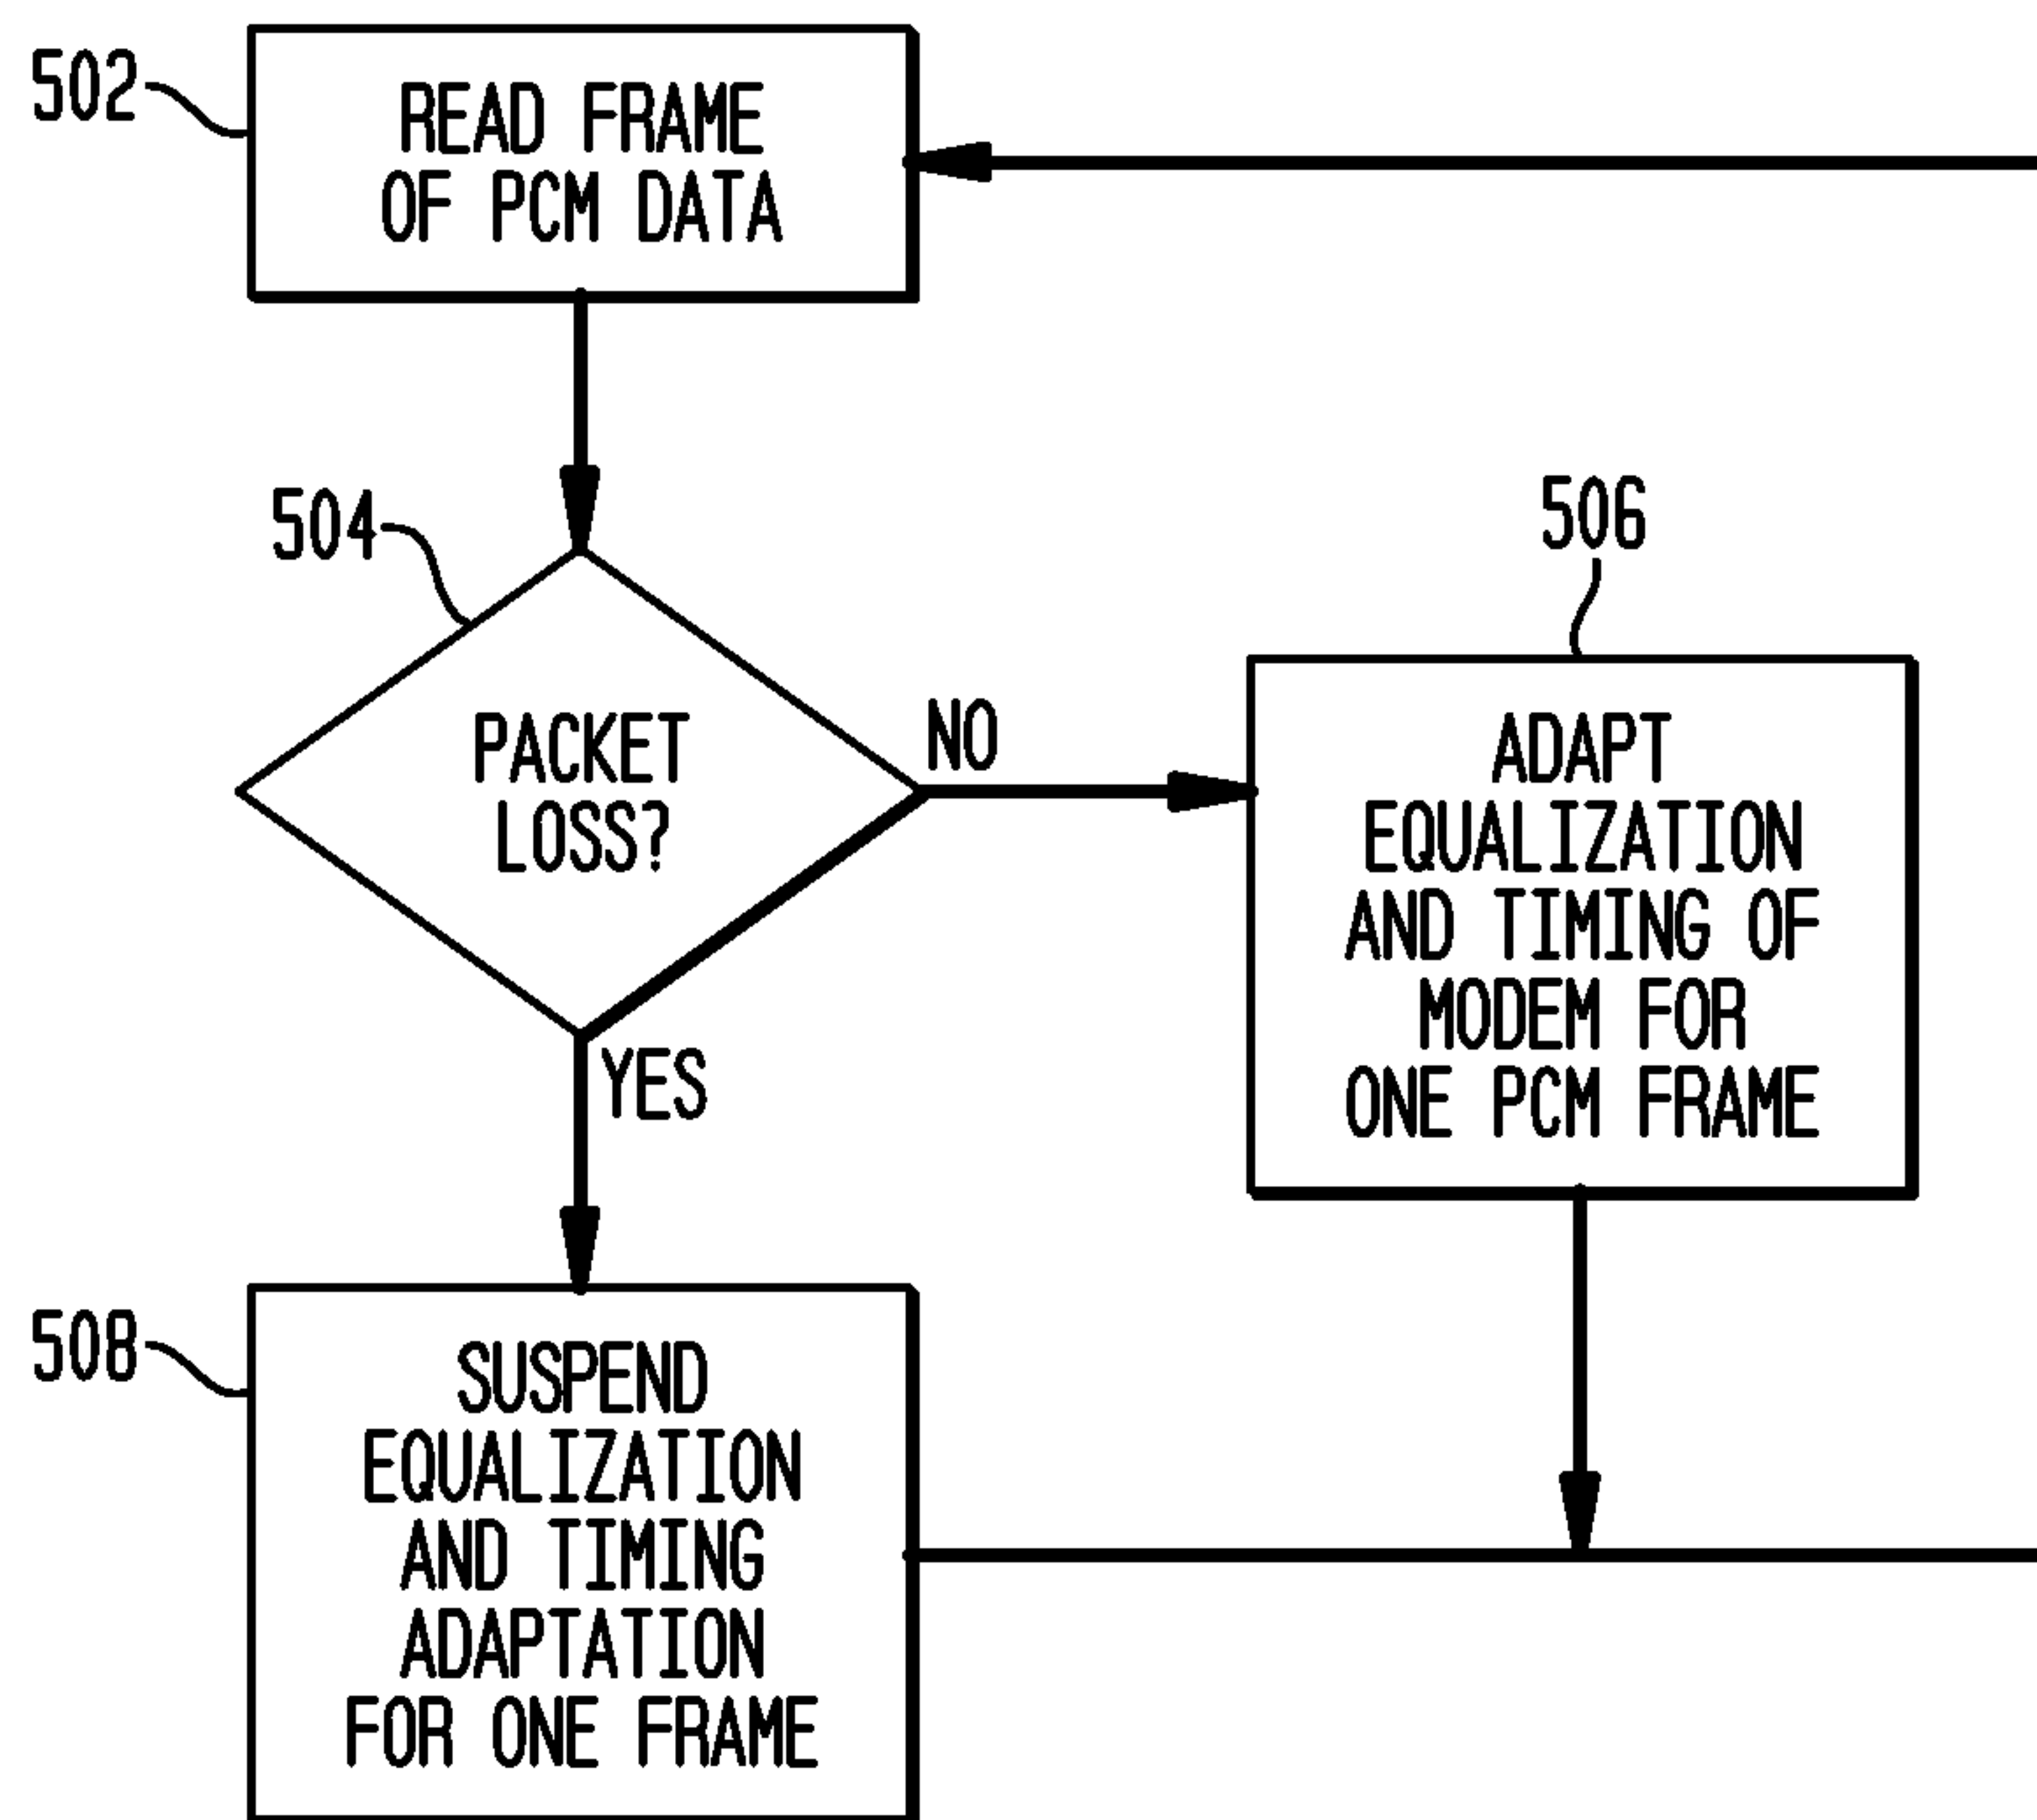 502
READ FRAME
OF PCM DATA
504
PACKET
LOSS?
NO
YES
506
ADAPT
EQUALIZATION
AND TIMING OF
MODEM FOR
ONE PCM FRAME
508
SUSPEND
EQUALIZATION
AND TIMING
ADAPTATION
FOR ONE FRAME